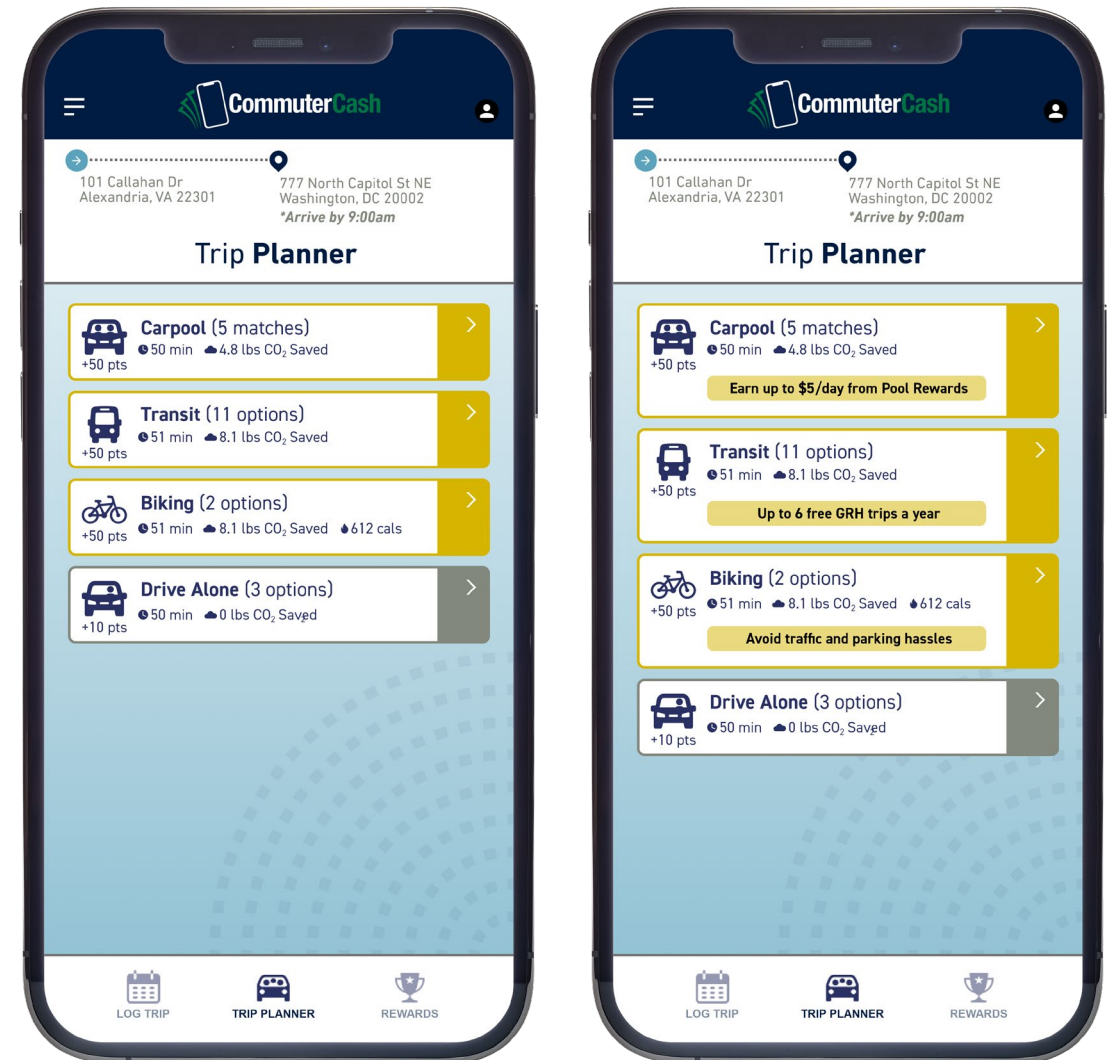 CommuterCash
101 Callahan Dr
Alexandria, VA 22301
777 North Capitol St NE
Washington, DC 20002
*Arrive by 9:00am
Trip Planner
Carpool (5 matches)
50 min 4.8 lbs CO₂ Saved
+50 pts
Transit (11 options)
51 min 8.1 lbs CO₂ Saved
+50 pts
Biking (2 options)
51 min 8.1 lbs CO₂ Saved 612 cals
+50 pts
Drive Alone (3 options)
50 min 0 lbs CO₂ Saved
+10 pts
LOG TRIP
TRIP PLANNER
REWARDS
CommuterCash
101 Callahan Dr
Alexandria, VA 22301
777 North Capitol St NE
Washington, DC 20002
*Arrive by 9:00am
Trip Planner
Carpool (5 matches)
50 min 4.8 lbs CO₂ Saved
+50 pts
Earn up to $5/day from Pool Rewards
Transit (11 options)
51 min 8.1 lbs CO₂ Saved
+50 pts
Up to 6 free GRH trips a year
Biking (2 options)
51 min 8.1 lbs CO₂ Saved 612 cals
+50 pts
Avoid traffic and parking hassles
Drive Alone (3 options)
50 min 0 lbs CO₂ Saved
+10 pts
LOG TRIP
TRIP PLANNER
REWARDS